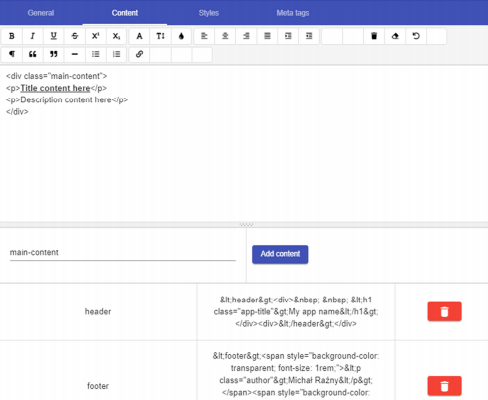 General Content Styles Meta tags
<div class="main-content">
<p>Title content here</p>
<p>Description content here</p>
</div>
main-content
Add content
header
&lt;header&gt;<div>&nbsp; &nbsp; &lt;h1
class="app-title"&gt;My app name&lt;/h1&gt;
</div><div>&lt;/header&gt;</div>
footer
&lt;footer&gt;<span style="background-color:
transparent; font-size: 1rem;">&lt;p
class="author"&gt;Michał Raźny&lt;/p&gt;
</span><span style="background-color: